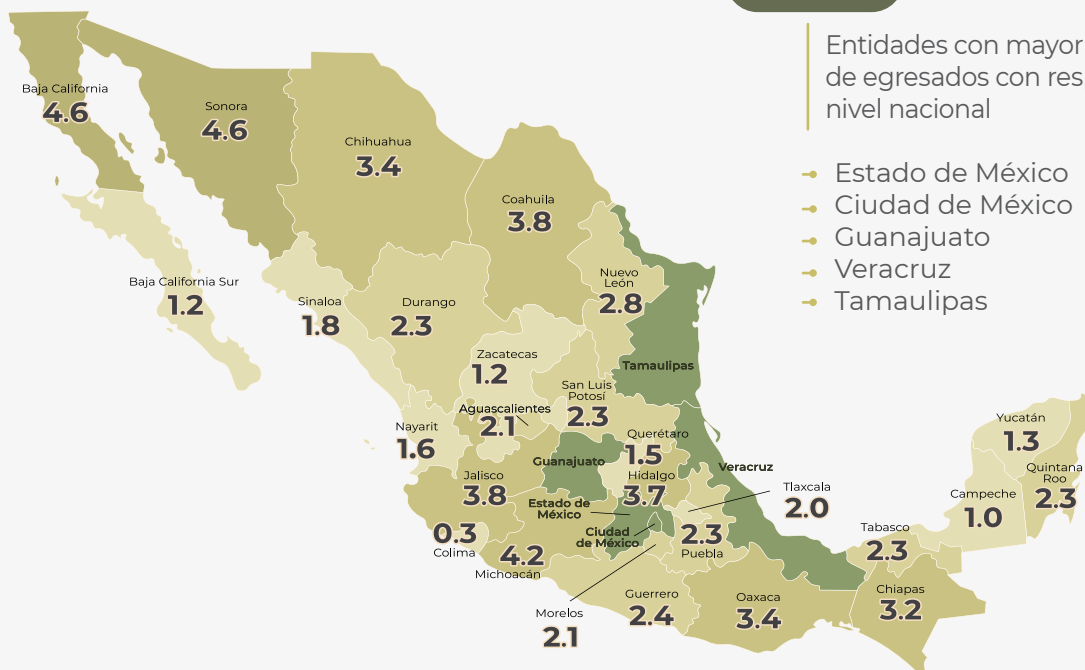 Entidades con mayor
de egresados con res
nivel nacional
Estado de México
Ciudad de México
Guanajuato
Veracruz
Tamaulipas
Baja California
4.6
Sonora
4.6
Chihuahua
3.4
Coahuila
3.8
Nuevo
León
2.8
Baja California Sur
1.2
Sinaloa
1.8
Durango
2.3
Zacatecas
1.2
San Luis
Potosí
2.3
Tamaulipas
Aguascalientes
2.1
Nayarit
1.6
Querétaro
1.5
Guanajuato
Hidalgo
3.7
Veracruz
Jalisco
3.8
Estado de
México
Ciudad
de México
Tlaxcala
2.0
0.3
Colima
4.2
Michoacán
2.3
Puebla
Morelos
2.1
Guerrero
2.4
Oaxaca
3.4
Chiapas
3.2
Tabasco
2.3
Campeche
1.0
Yucatán
1.3
Quintana
Roo
2.3